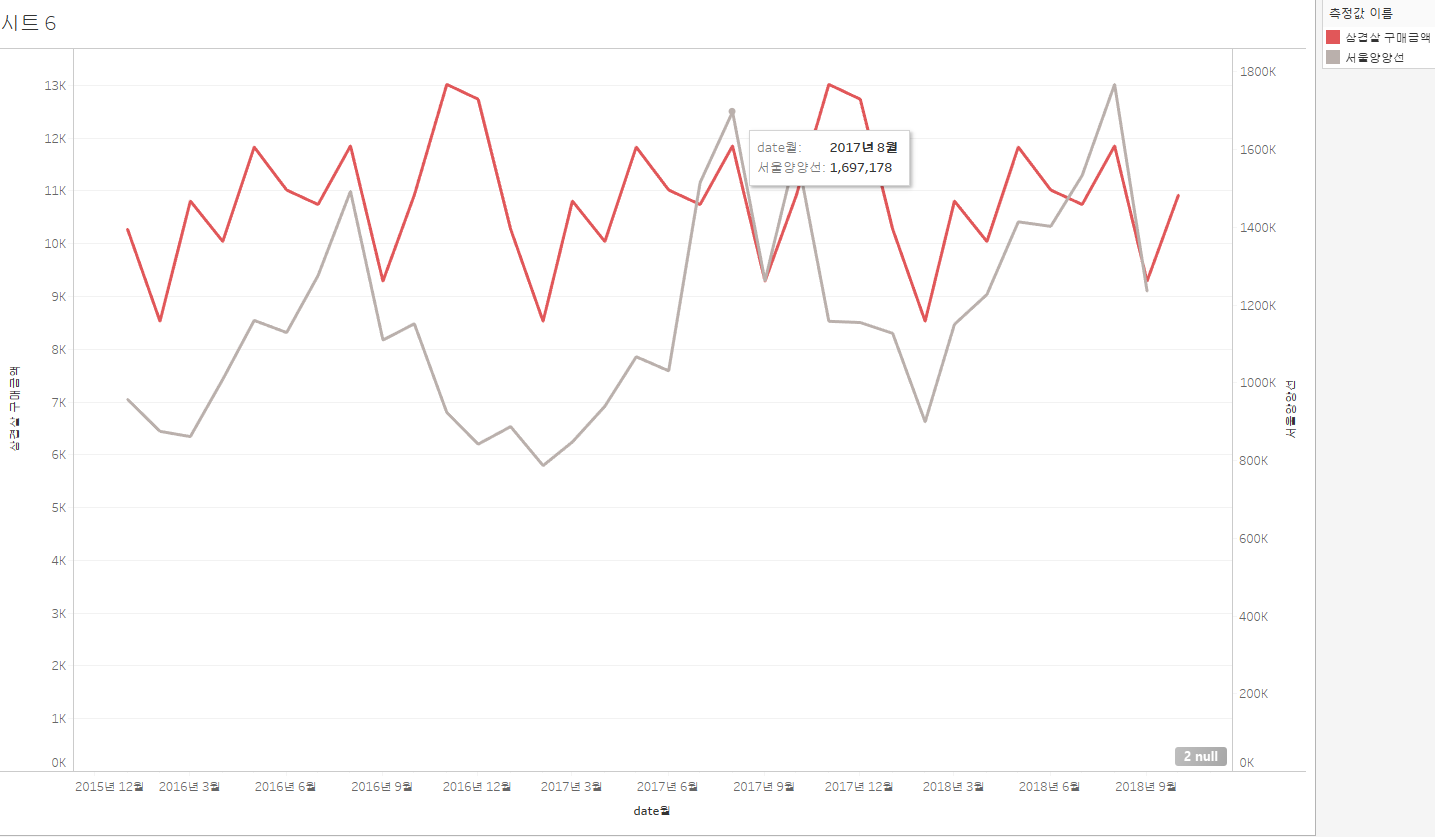 시트 6
측정값 이름
삼겹살 구매금액
서울양양선
13K
12K
11K
10K
9K
8K
7K
6K
5K
4K
3K
2K
1K
0K
삼겹살 구매금액
date월: 2017년 8월
서울양양선: 1,697,178
1800K
1600K
1400K
1200K
1000K
800K
600K
400K
200K
0K
서울양양선
2 null
2015년 12월 2016년 3월 2016년 6월 2016년 9월 2016년 12월 2017년 3월 2017년 6월 2017년 9월 2017년 12월 2018년 3월 2018년 6월 2018년 9월
date월